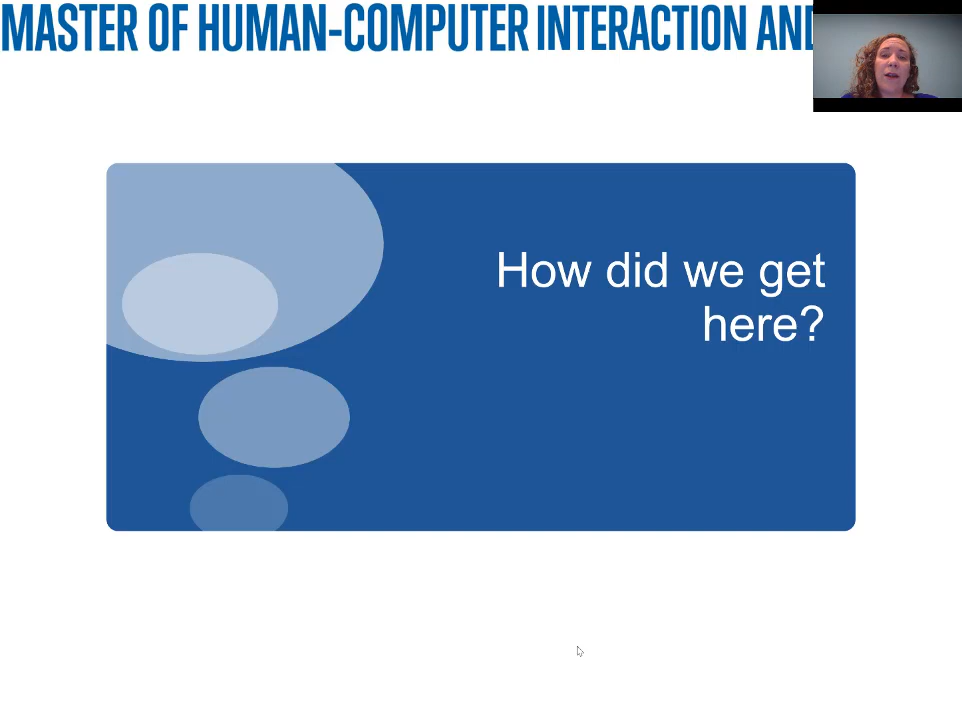 MASTER OF HUMAN-COMPUTER INTERACTION AND
How did we get
here?